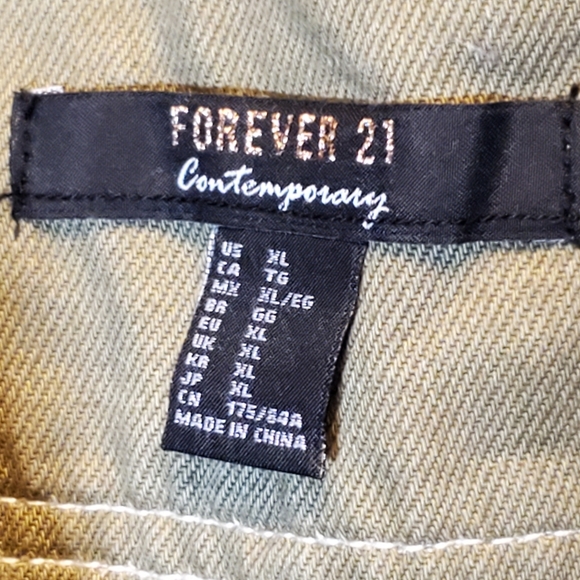 FOREVER 21
Contemporary
US XL
CA TG
MX XL/EG
BR GG
EU XL
UK XL
KR XL
JP XL
CN 175/84A
MADE IN CHINA